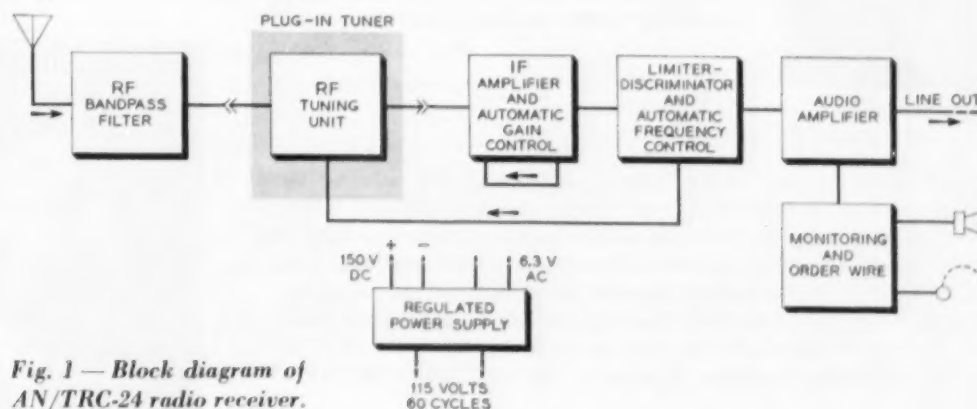 PLUG-IN TUNER
RF
BANDPASS
FILTER
RF
TUNING
UNIT
IF
AMPLIFIER
AND
AUTOMATIC
GAIN
CONTROL
LIMITER-
DISCRIMINATOR
AND
AUTOMATIC
FREQUENCY
CONTROL
AUDIO
AMPLIFIER
LINE OUT
MONITORING
AND
ORDER WIRE
+ –
150 V
DC
6.3 V
AC
REGULATED
POWER SUPPLY
115 VOLTS
60 CYCLES
Fig. 1 — Block diagram of
AN/TRC-24 radio receiver.